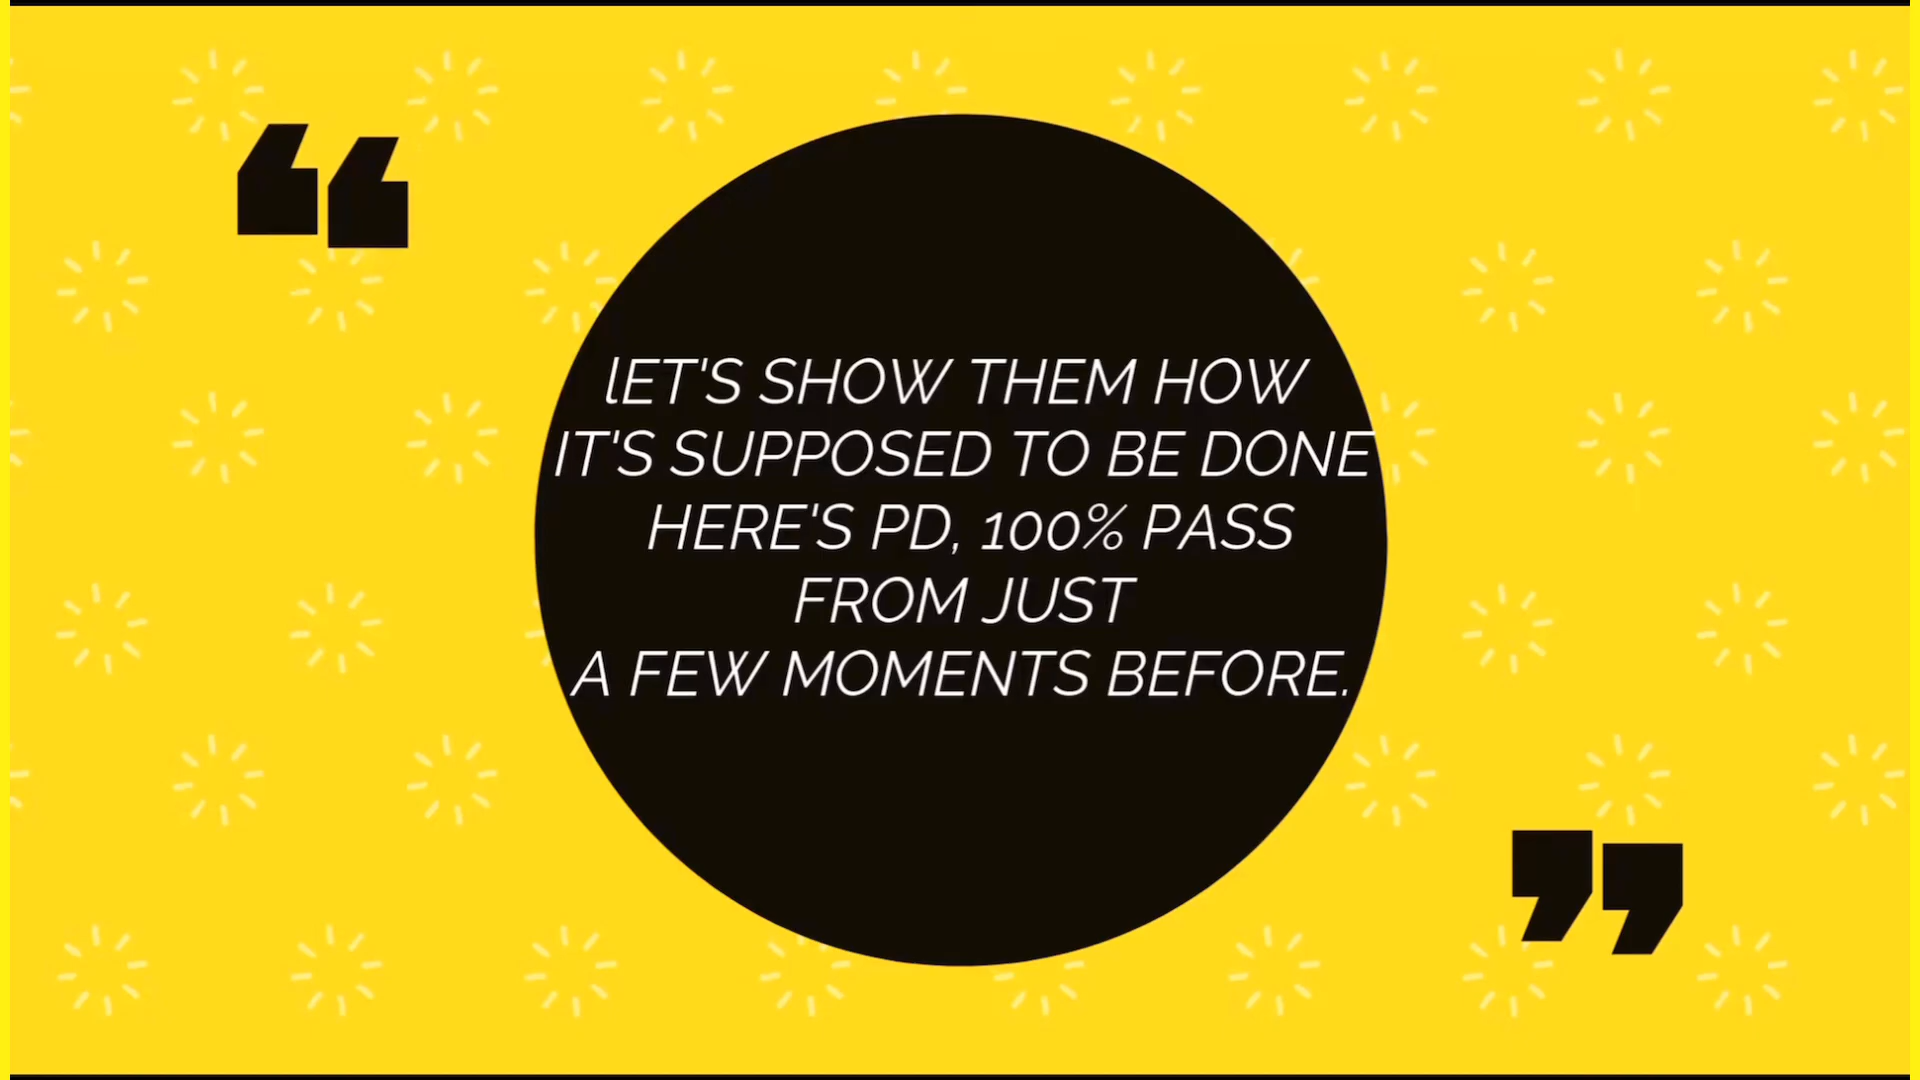 lET'S SHOW THEM HOW
IT'S SUPPOSED TO BE DONE
HERE'S PD, 100% PASS
FROM JUST
A FEW MOMENTS BEFORE.